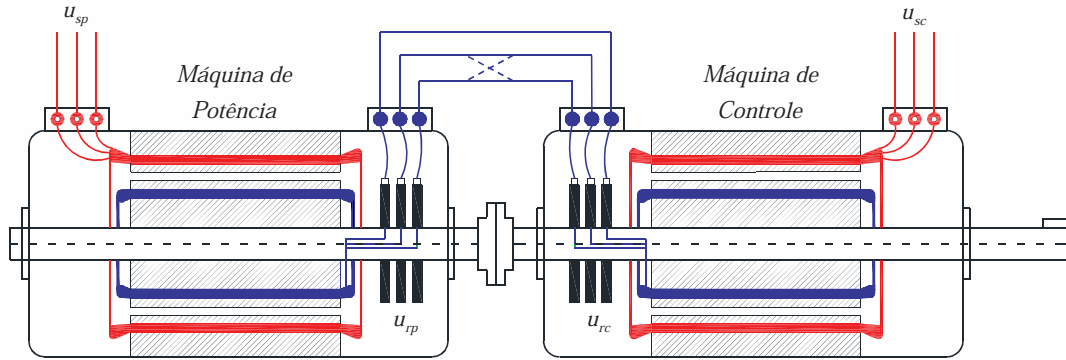 u_sp
u_sc
Máquina de
Potência
Máquina de
Controle
u_rp
u_rc